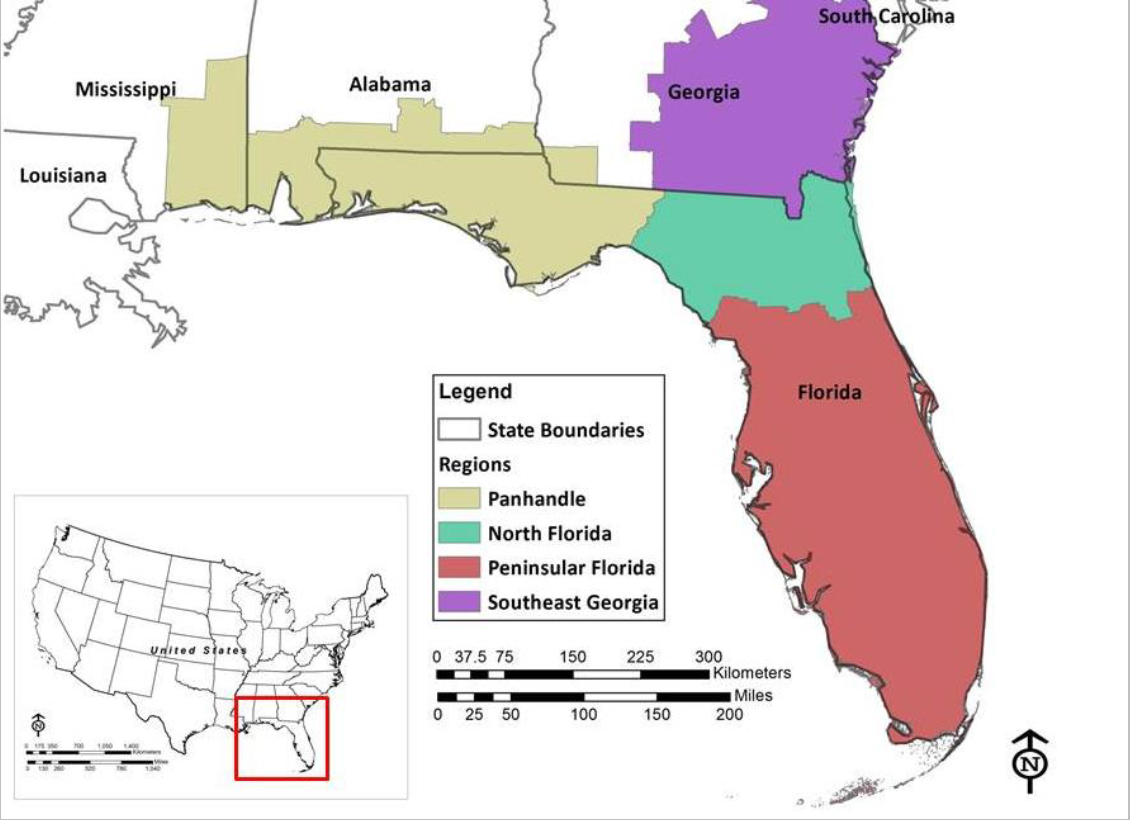 South Carolina
Mississippi
Alabama
Georgia
Louisiana
Florida
Legend
State Boundaries
Regions
Panhandle
North Florida
Peninsular Florida
Southeast Georgia
United States
N
0 175 350 700 1,050 1,400
Kilometers
Miles
0 130 260 520 780 1,040
0 37.5 75 150 225 300
Kilometers
Miles
0 25 50 100 150 200
N